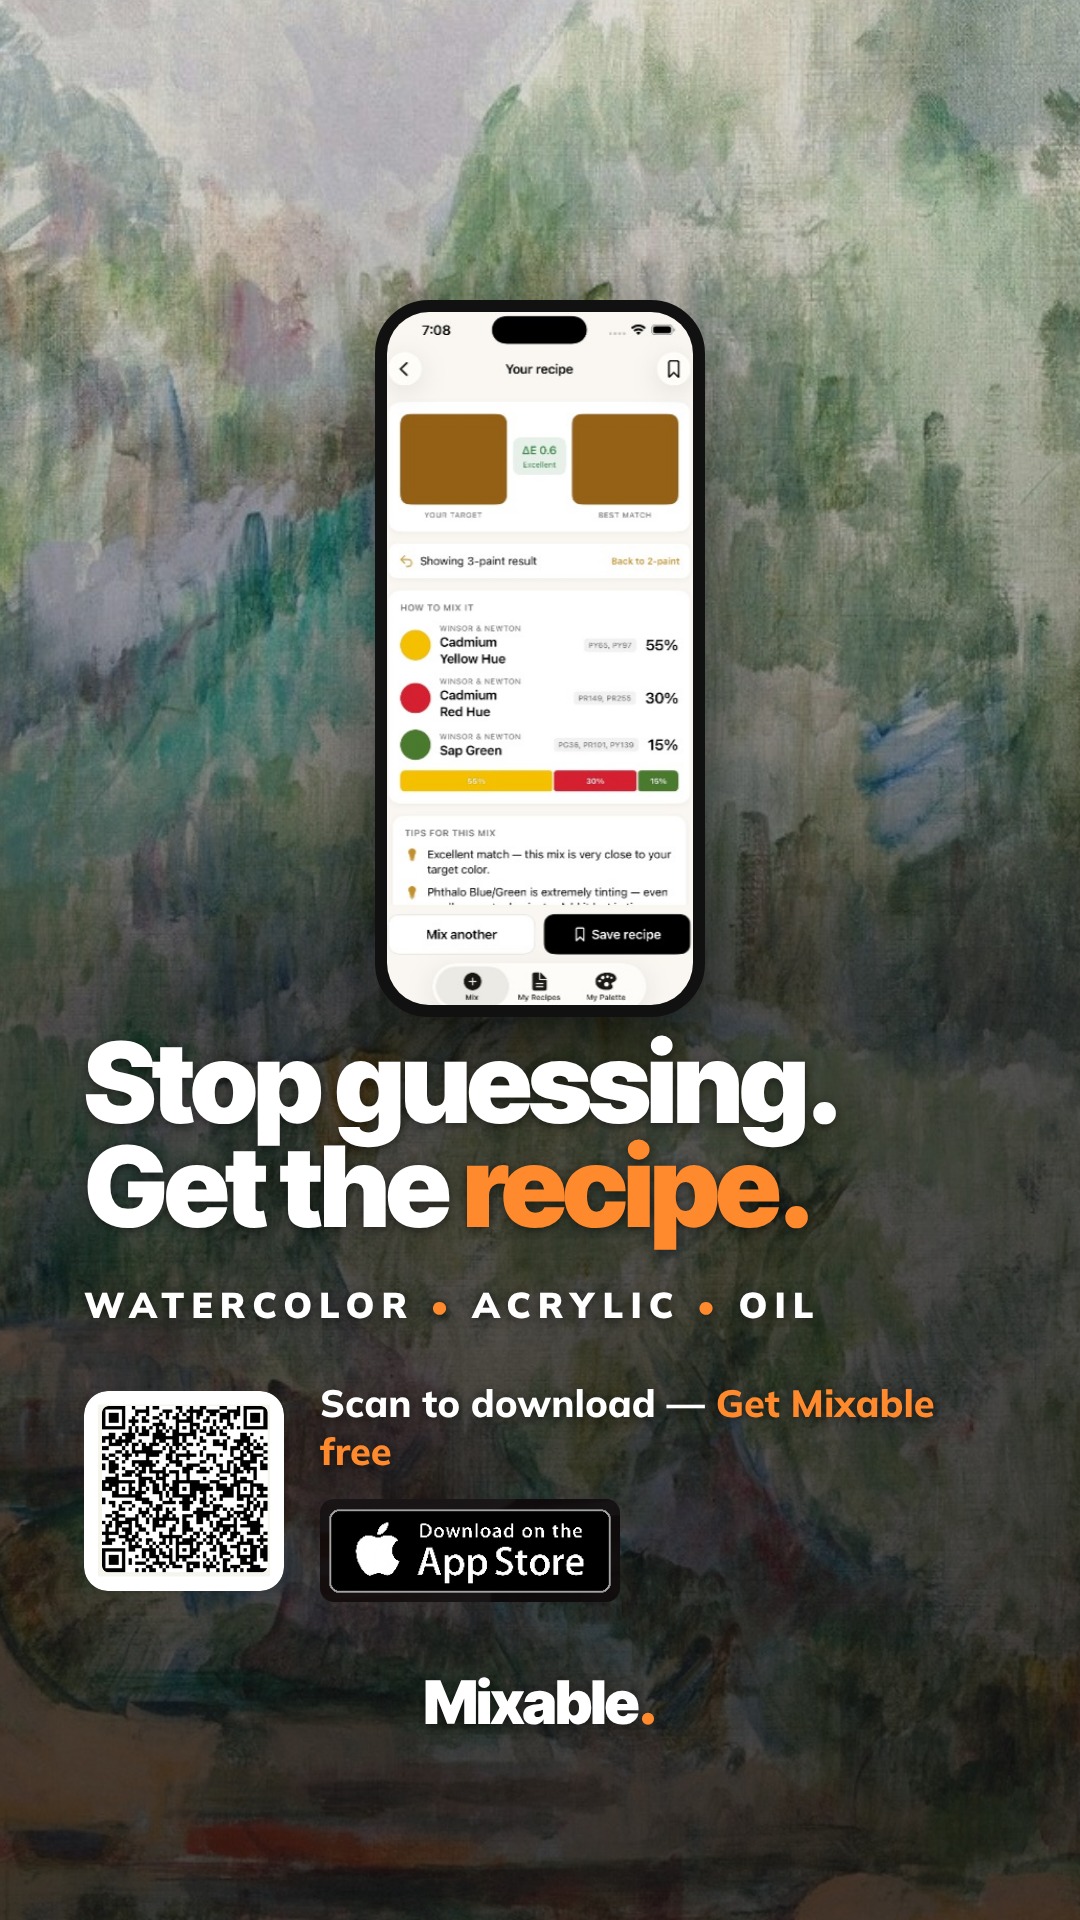 7:08
Your recipe
ΔE 0.6
Excellent
YOUR TARGET
BEST MATCH
Showing 3-paint result
Back to 2-paint
HOW TO MIX IT
WINSOR & NEWTON
Cadmium
Yellow Hue
PY65, PY97
55%
WINSOR & NEWTON
Cadmium
Red Hue
PR149, PR255
30%
WINSOR & NEWTON
Sap Green
PG36, PR101, PY139
15%
55%
30%
15%
TIPS FOR THIS MIX
Excellent match — this mix is very close to your
target color.
Phthalo Blue/Green is extremely tinting — even
Mix another
Save recipe
Mix
My Recipes
My Palette
Stop guessing.
Get the recipe.
WATERCOLOR • ACRYLIC • OIL
Scan to download — Get Mixable
free
Download on the
App Store
Mixable.